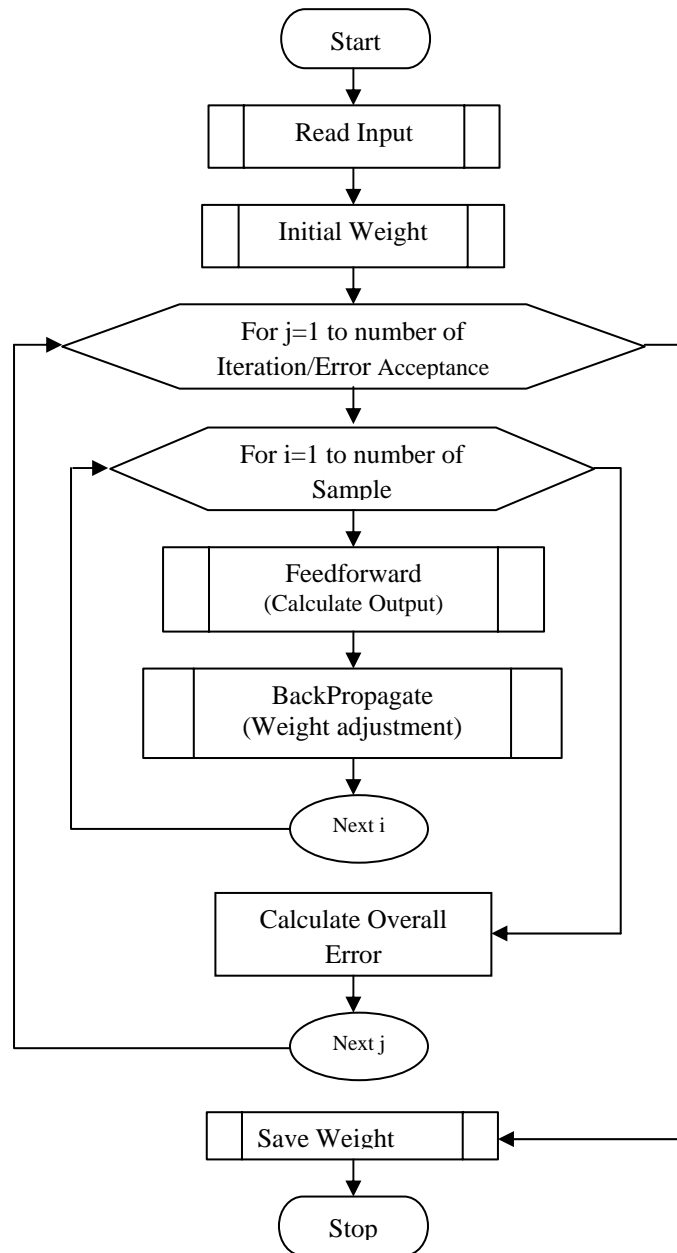 Start
Read Input
Initial Weight
For j=1 to number of
Iteration/Error Acceptance
For i=1 to number of
Sample
Feedforward
(Calculate Output)
BackPropagate
(Weight adjustment)
Next i
Calculate Overall
Error
Next j
Save Weight
Stop